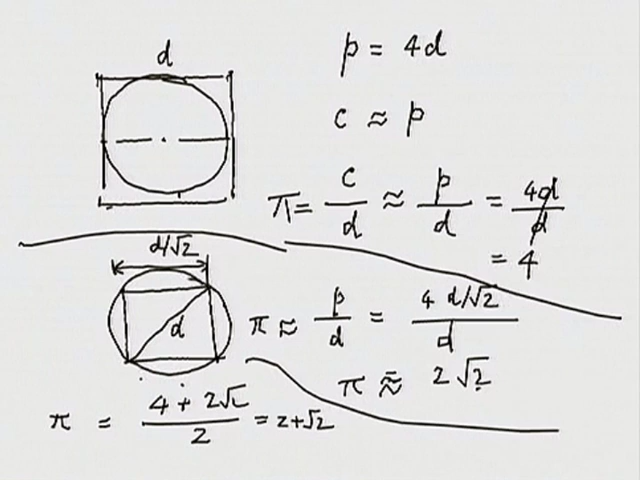 d
p = 4d
c ≈ p
π = c/d ≈ p/d = 4d/d
= 4
d/√2
d
π ≈ p/d = 4 d/√2 / d
π ≈ 2√2
π = 4 + 2√2 / 2 = 2+√2